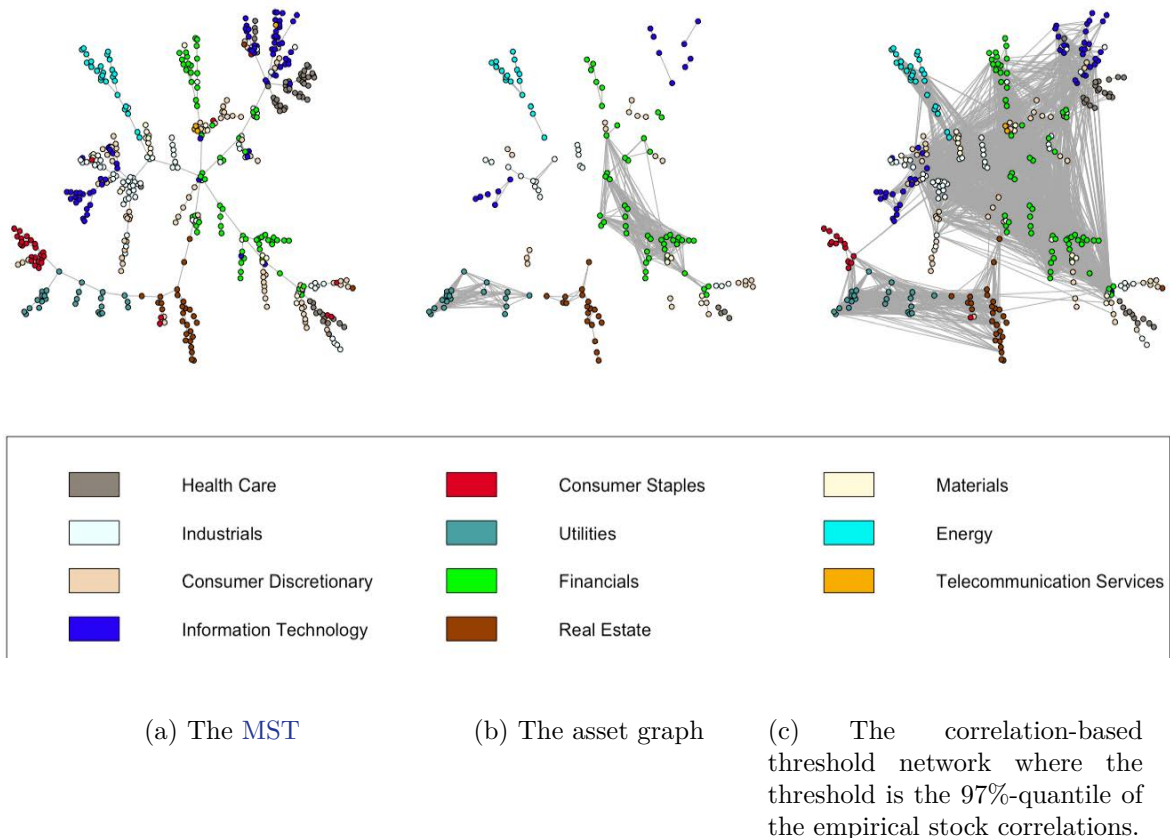 Health Care Consumer Staples Materials
Industrials Utilities Energy
Consumer Discretionary Financials Telecommunication Services
Information Technology Real Estate
(a) The MST
(b) The asset graph
(c) The correlation-based
threshold network where the
threshold is the 97%-quantile of
the empirical stock correlations.